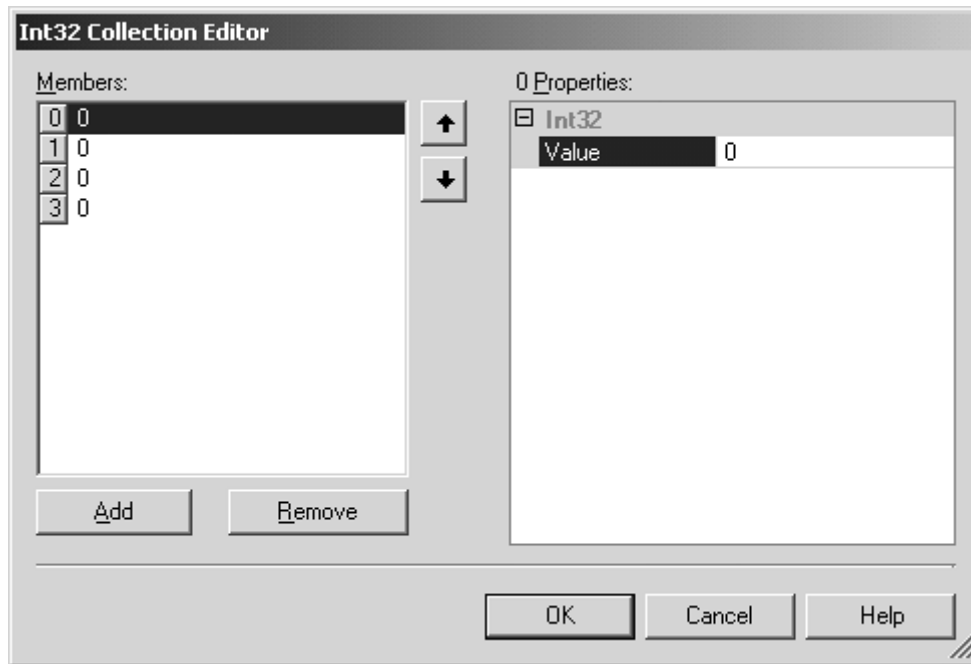 Int32 Collection Editor
Members:
0 0
1 0
2 0
3 0
Add
Remove
0 Properties:
Int32
Value 0
OK
Cancel
Help